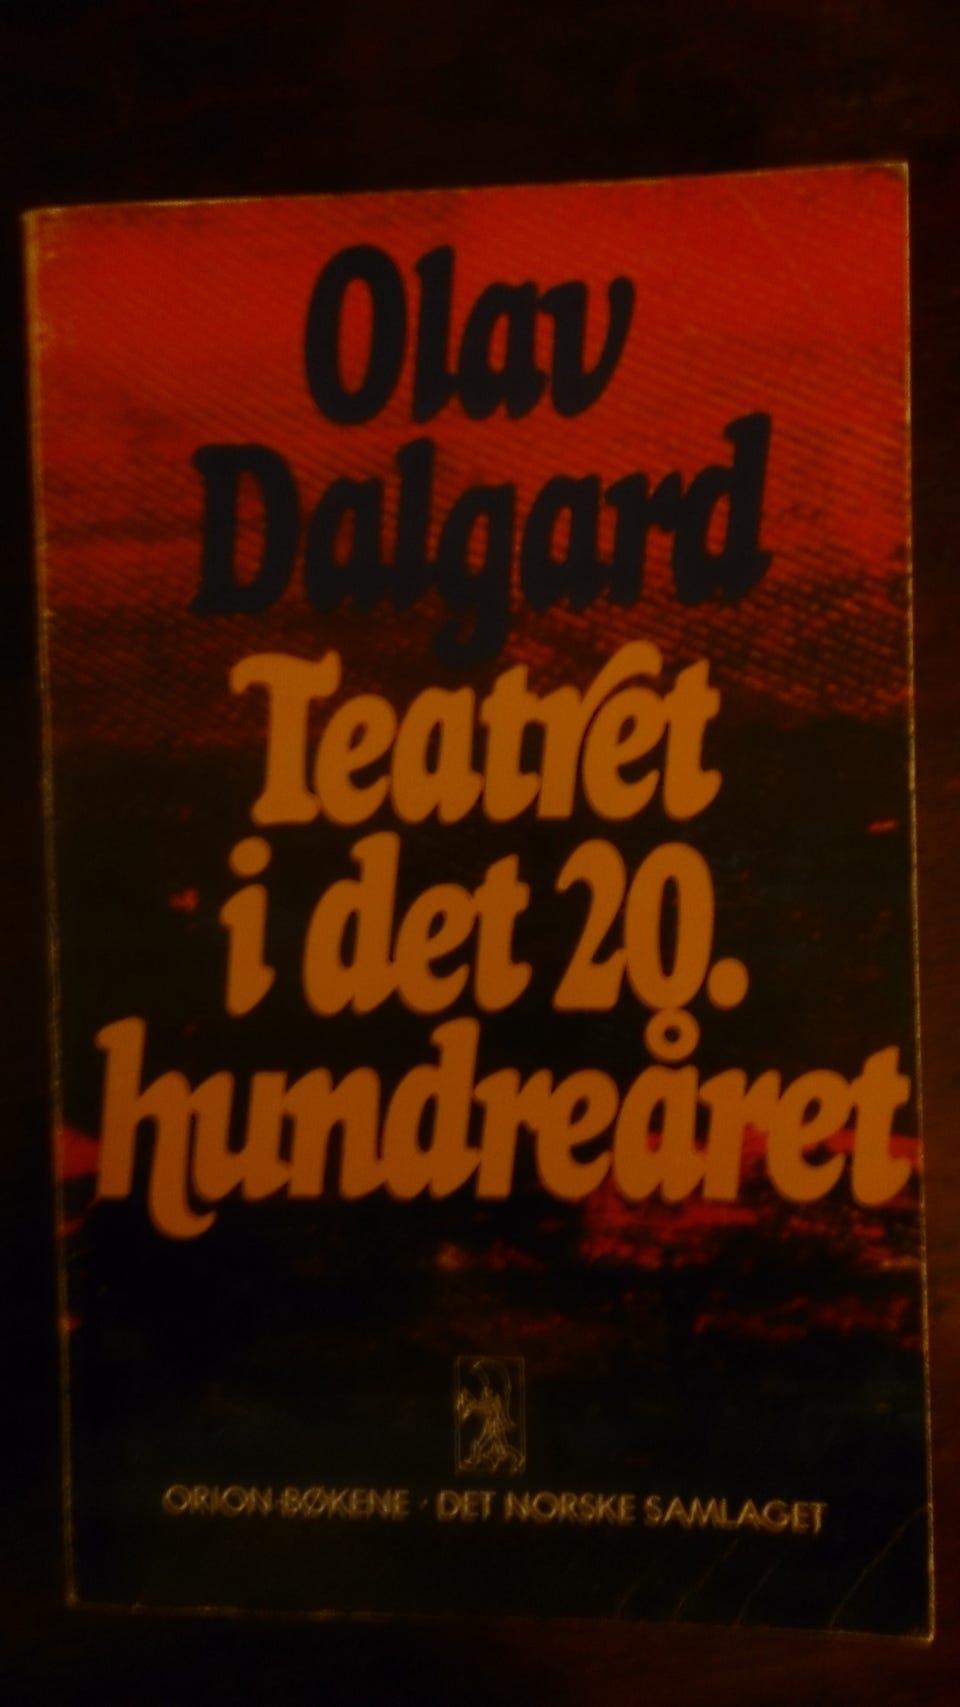 Olav
Dalgard
Teatret
i det 20.
hundreåret
ORION-BØKENE · DET NORSKE SAMLAGET